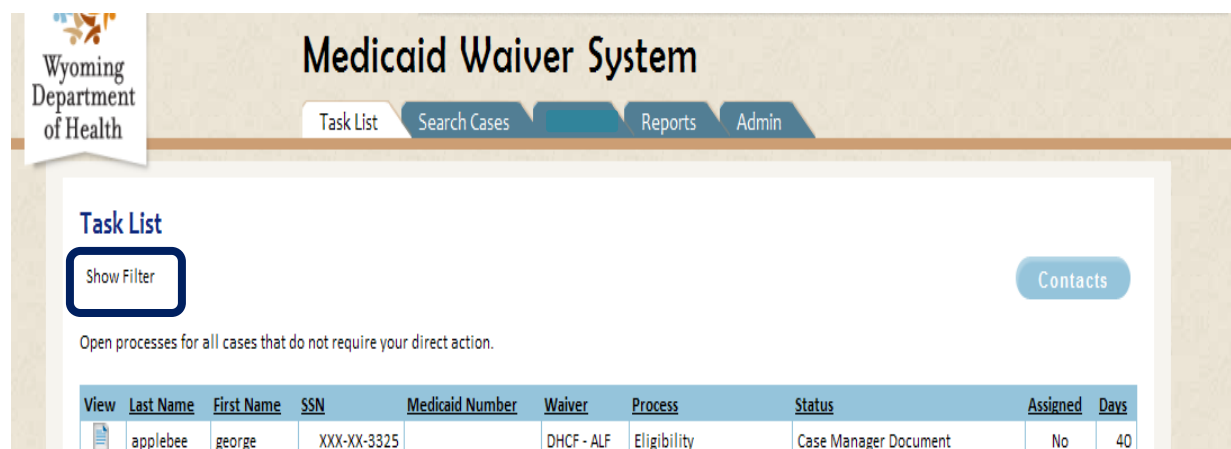 Wyoming
Department
of Health
Medicaid Waiver System
Task List Search Cases Reports Admin
Task List
Show Filter
Contacts
Open processes for all cases that do not require your direct action.
View Last Name First Name SSN Medicaid Number Waiver Process Status Assigned Days
applebee george XXX-XX-3325 DHCF - ALF Eligibility Case Manager Document No 40